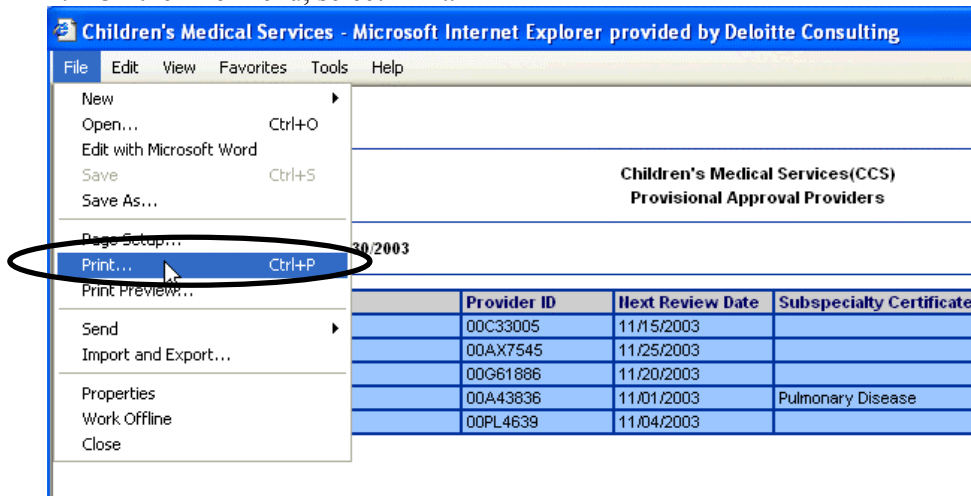 Children's Medical Services - Microsoft Internet Explorer provided by Deloitte Consulting
File Edit View Favorites Tools Help
New
Open... Ctrl+O
Edit with Microsoft Word
Save Ctrl+S
Save As...
Page Setup...
Print... Ctrl+P
Print Preview...
Send
Import and Export...
Properties
Work Offline
Close
Children's Medical Services(CCS)
Provisional Approval Providers
30/2003
Provider ID Next Review Date Subspecialty Certificate
00C33005 11/15/2003
00AX7545 11/25/2003
00G61886 11/20/2003
00A43836 11/01/2003 Pulmonary Disease
00PL4639 11/04/2003